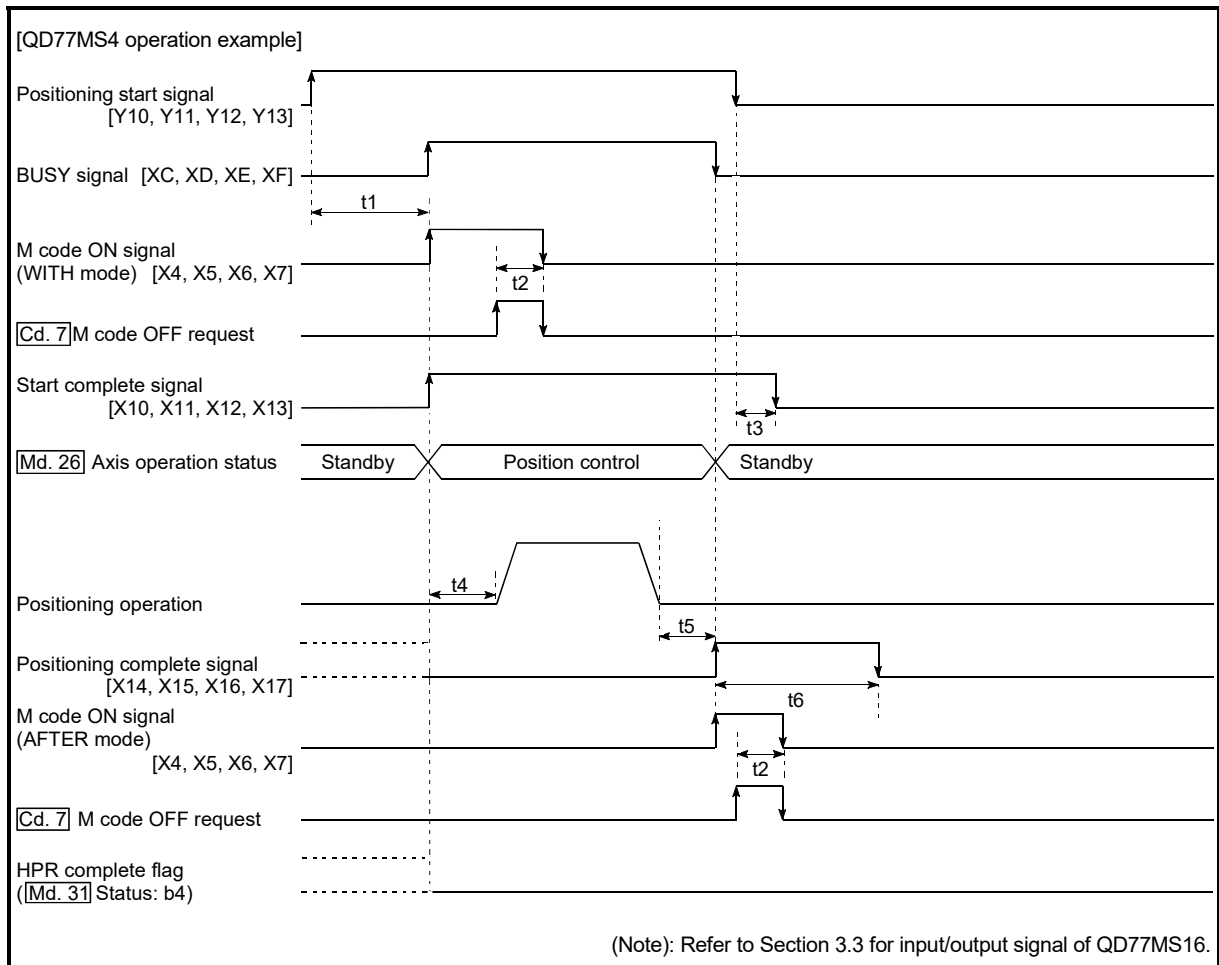 [QD77MS4 operation example]
Positioning start signal
[Y10, Y11, Y12, Y13]
BUSY signal [XC, XD, XE, XF]
t1
M code ON signal
(WITH mode) [X4, X5, X6, X7]
t2
Cd. 7 M code OFF request
Start complete signal
[X10, X11, X12, X13]
t3
Md. 26 Axis operation status
Standby
Position control
Standby
t4
Positioning operation
t5
Positioning complete signal
[X14, X15, X16, X17]
t6
M code ON signal
(AFTER mode)
[X4, X5, X6, X7]
t2
Cd. 7 M code OFF request
HPR complete flag
(Md. 31 Status: b4)
(Note): Refer to Section 3.3 for input/output signal of QD77MS16.